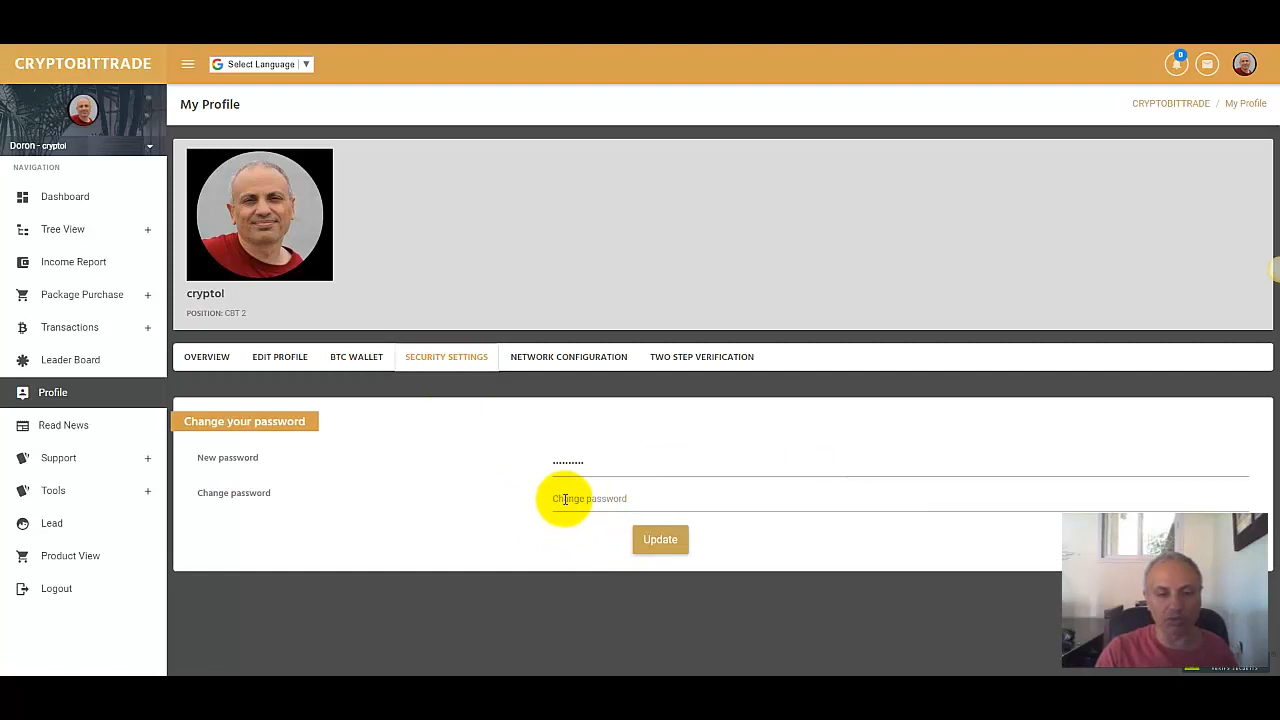 CRYPTOBITTRADE
Select Language ▼
0
My Profile
CRYPTOBITTRADE / My Profile
Doron - cryptol
NAVIGATION
Dashboard
Tree View +
Income Report
Package Purchase +
Transactions +
Leader Board
Profile
Read News
Support +
Tools +
Lead
Product View
Logout
cryptol
POSITION: CBT 2
OVERVIEW EDIT PROFILE BTC WALLET SECURITY SETTINGS NETWORK CONFIGURATION TWO STEP VERIFICATION
Change your password
New password ..........
Change password Change password
Update